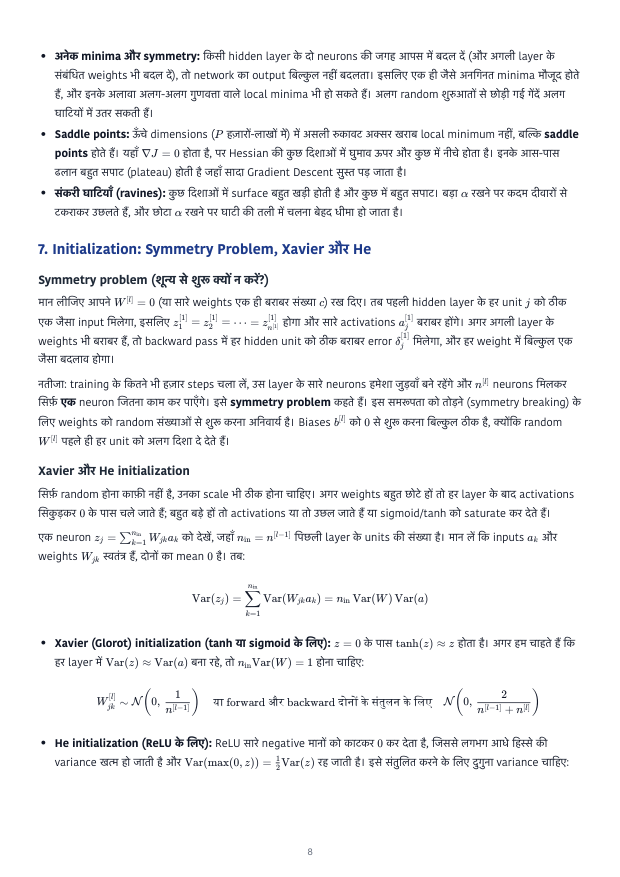 • अनेक minima और symmetry: किसी hidden layer के दो neurons की जगह आपस में बदल दें (और अगली layer के
संबंधित weights भी बदल दें), तो network का output बिल्कुल नहीं बदलता। इसलिए एक ही जैसे अनगिनत minima मौजूद होते
हैं, और इनके अलावा अलग-अलग गुणवत्ता वाले local minima भी हो सकते हैं। अलग random शुरुआतों से छोड़ी गई गेंदें अलग
घाटियों में उतर सकती हैं।
• Saddle points: ऊँचे dimensions (P हज़ारों-लाखों में) में असली रुकावट अक्सर खराब local minimum नहीं, बल्कि saddle
points होते हैं। यहाँ ∇J = 0 होता है, पर Hessian की कुछ दिशाओं में घुमाव ऊपर और कुछ में नीचे होता है। इनके आस-पास
ढलान बहुत सपाट (plateau) होती है जहाँ सादा Gradient Descent सुस्त पड़ जाता है।
• संकरी घाटियाँ (ravines): कुछ दिशाओं में surface बहुत खड़ी होती है और कुछ में बहुत सपाट। बड़ा α रखने पर कदम दीवारों से
टकराकर उछलते हैं, और छोटा α रखने पर घाटी की तली में चलना बेहद धीमा हो जाता है।
7. Initialization: Symmetry Problem, Xavier और He
Symmetry problem (शून्य से शुरू क्यों न करें?)
मान लीजिए आपने W^{[l]} = 0 (या सारे weights एक ही बराबर संख्या c) रख दिए। तब पहली hidden layer के हर unit j को ठीक
एक जैसा input मिलेगा, इसलिए z_1^{[1]} = z_2^{[1]} = ⋯ = z_{n^{[1]}}^{[1]} होगा और सारे activations a_j^{[1]} बराबर होंगे। अगर अगली layer के
weights भी बराबर हैं, तो backward pass में हर hidden unit को ठीक बराबर error δ_j^{[1]} मिलेगा, और हर weight में बिल्कुल एक
जैसा बदलाव होगा।
नतीजा: training के कितने भी हज़ार steps चला लें, उस layer के सारे neurons हमेशा जुड़वाँ बने रहेंगे और n^{[l]} neurons मिलकर
सिर्फ़ एक neuron जितना काम कर पाएँगे। इसे symmetry problem कहते हैं। इस समरूपता को तोड़ने (symmetry breaking) के
लिए weights को random संख्याओं से शुरू करना अनिवार्य है। Biases b^{[l]} को 0 से शुरू करना बिल्कुल ठीक है, क्योंकि random
W^{[l]} पहले ही हर unit को अलग दिशा दे देते हैं।
Xavier और He initialization
सिर्फ़ random होना काफ़ी नहीं है, उनका scale भी ठीक होना चाहिए। अगर weights बहुत छोटे हों तो हर layer के बाद activations
सिकुड़कर 0 के पास चले जाते हैं; बहुत बड़े हों तो activations या तो उछल जाते हैं या sigmoid/tanh को saturate कर देते हैं।
एक neuron z_j = ∑_{k=1}^{n_in} W_{jk} a_k को देखें, जहाँ n_in = n^{[l−1]} पिछली layer के units की संख्या है। मान लें कि inputs a_k और
weights W_{jk} स्वतंत्र हैं, दोनों का mean 0 है। तब:
Var(z_j) = ∑_{k=1}^{n_in} Var(W_{jk} a_k) = n_in Var(W) Var(a)
• Xavier (Glorot) initialization (tanh या sigmoid के लिए): z = 0 के पास tanh(z) ≈ z होता है। अगर हम चाहते हैं कि
हर layer में Var(z) ≈ Var(a) बना रहे, तो n_in Var(W) = 1 होना चाहिए:
W_{jk}^{[l]} ∼ 𝒩(0, 1/n^{[l−1]}) या forward और backward दोनों के संतुलन के लिए 𝒩(0, 2/(n^{[l−1]} + n^{[l]}))
• He initialization (ReLU के लिए): ReLU सारे negative मानों को काटकर 0 कर देता है, जिससे लगभग आधे हिस्से की
variance खत्म हो जाती है और Var(max(0, z)) = ½Var(z) रह जाती है। इसे संतुलित करने के लिए दुगुना variance चाहिए:
8